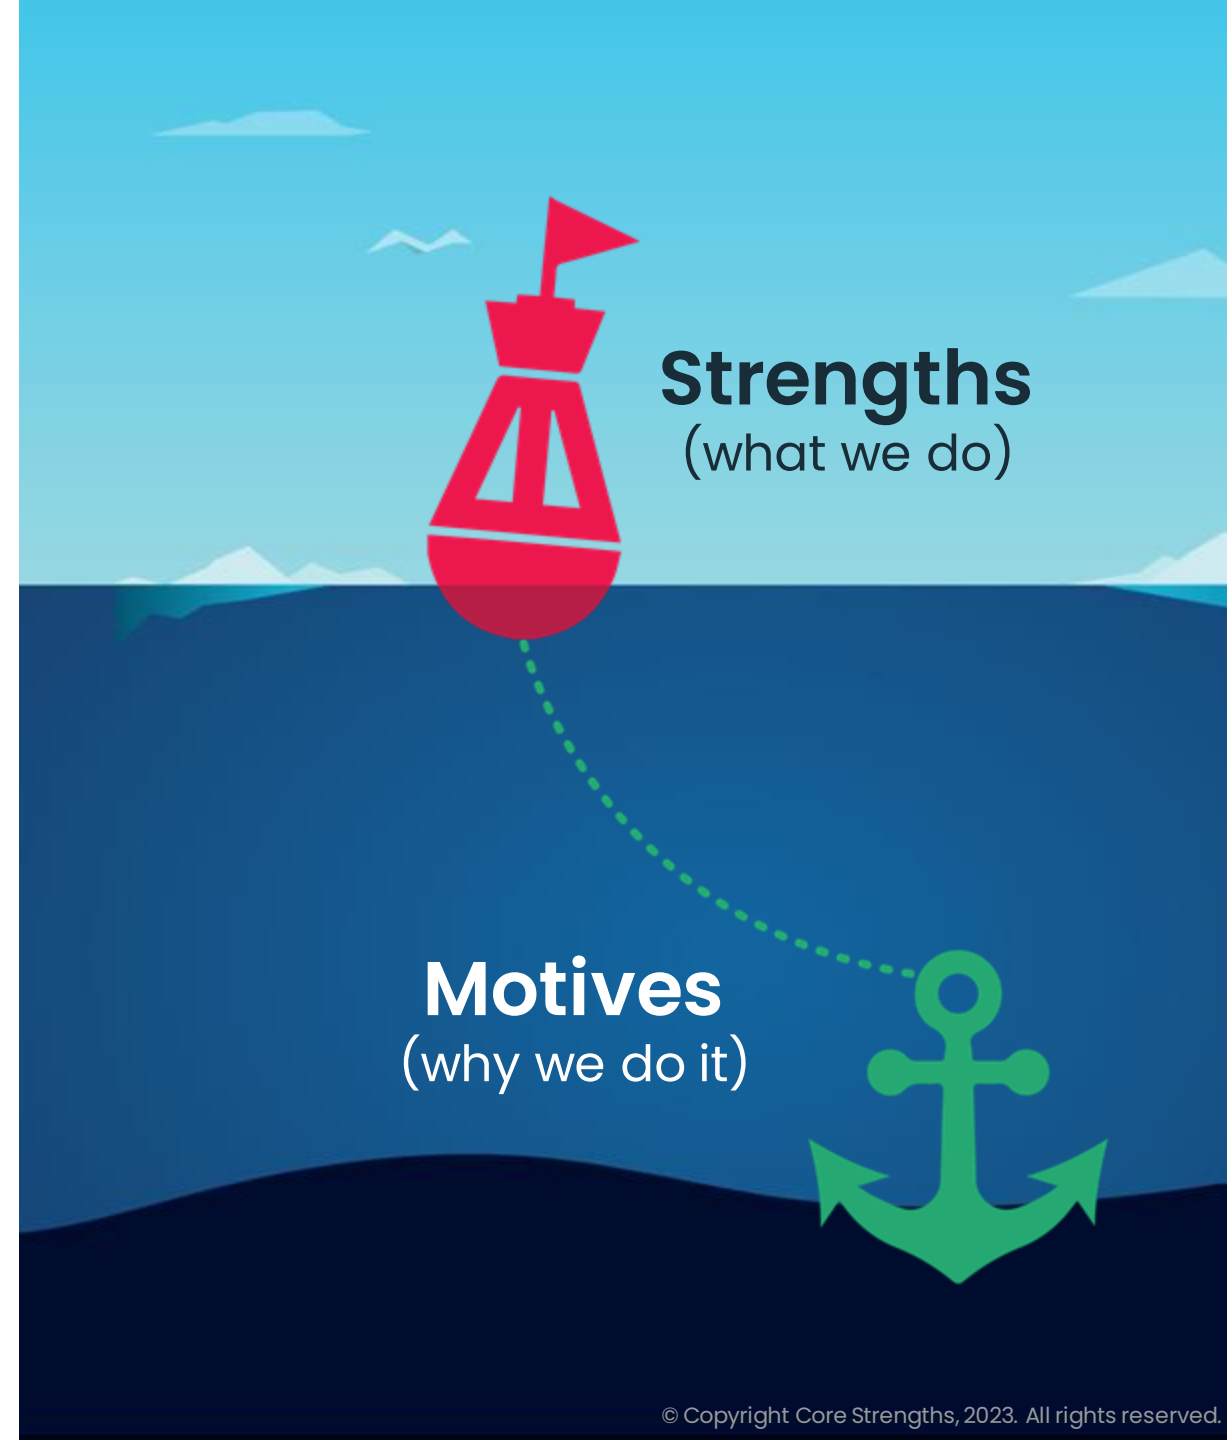 Strengths
(what we do)
Motives
(why we do it)
© Copyright Core Strengths, 2023. All rights reserved.